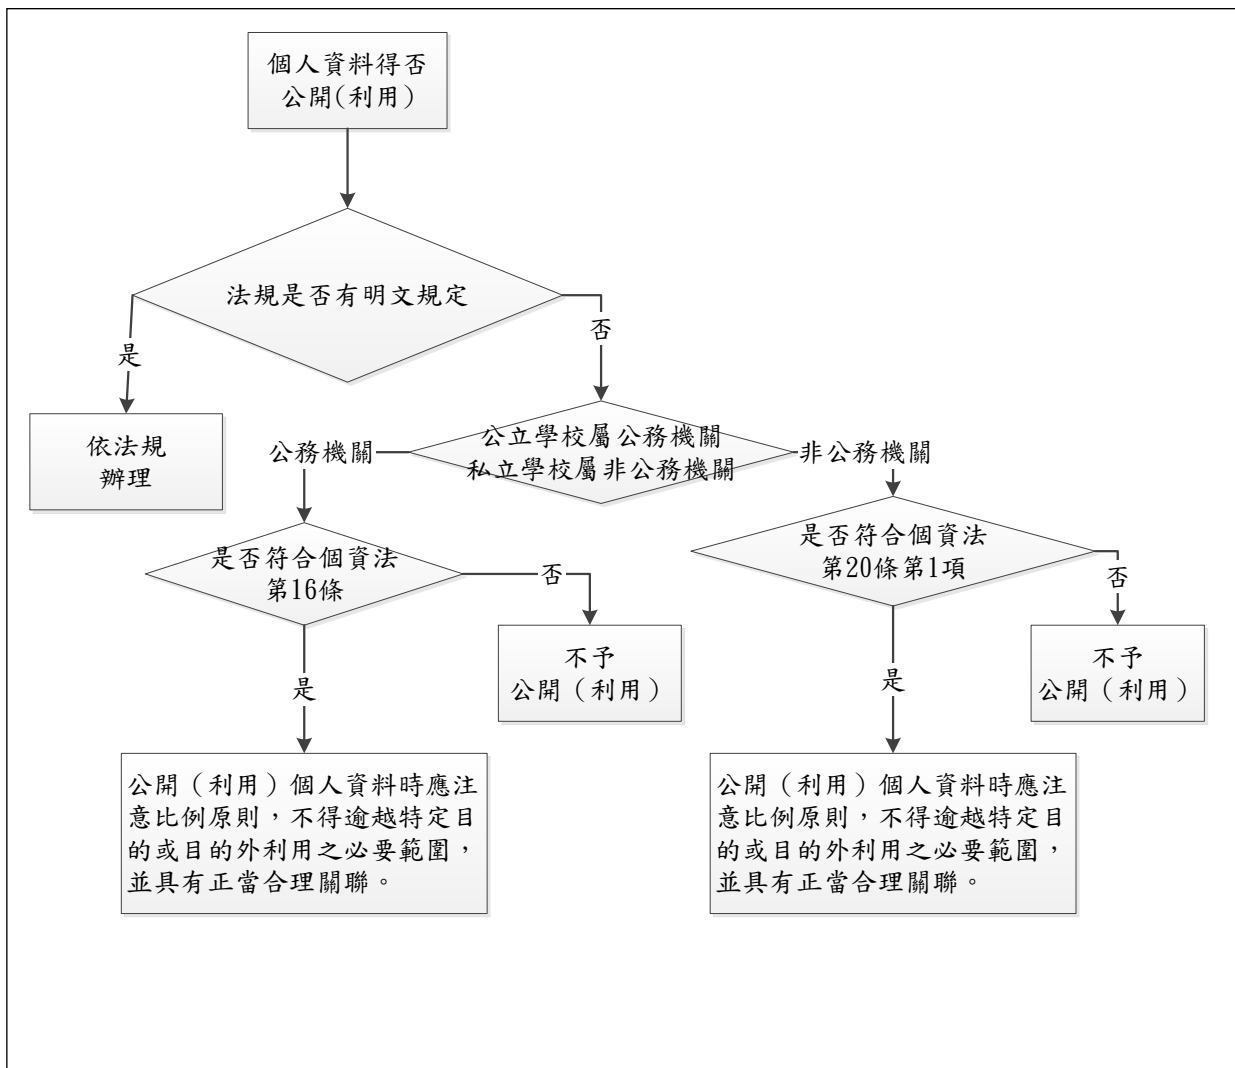 個人資料得否
公開(利用)
法規是否有明文規定
是
否
依法規
辦理
公務機關
公立學校屬公務機關
私立學校屬非公務機關
非公務機關
是否符合個資法
第16條
否
是否符合個資法
第20條第1項
否
不予
公開（利用）
不予
公開（利用）
是
是
公開（利用）個人資料時應注
意比例原則，不得逾越特定目
的或目的外利用之必要範圍，
並具有正當合理關聯。
公開（利用）個人資料時應注
意比例原則，不得逾越特定目
的或目的外利用之必要範圍，
並具有正當合理關聯。